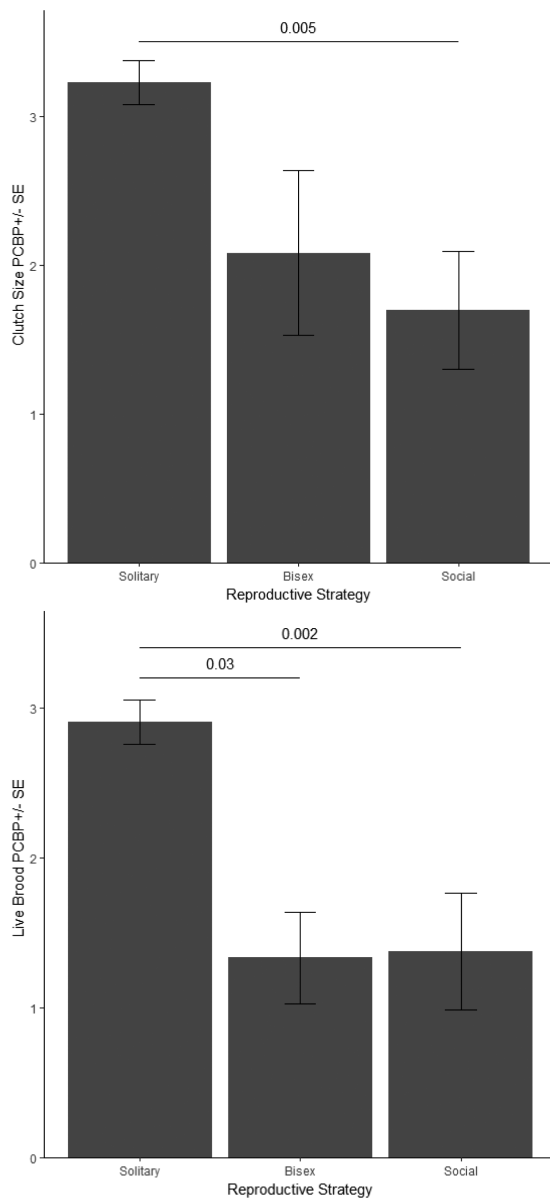 0.005
3
2
1
0
Clutch Size PCBP+/- SE
Solitary Bisex Social
Reproductive Strategy
0.002
0.03
3
2
1
0
Live Brood PCBP+/- SE
Solitary Bisex Social
Reproductive Strategy